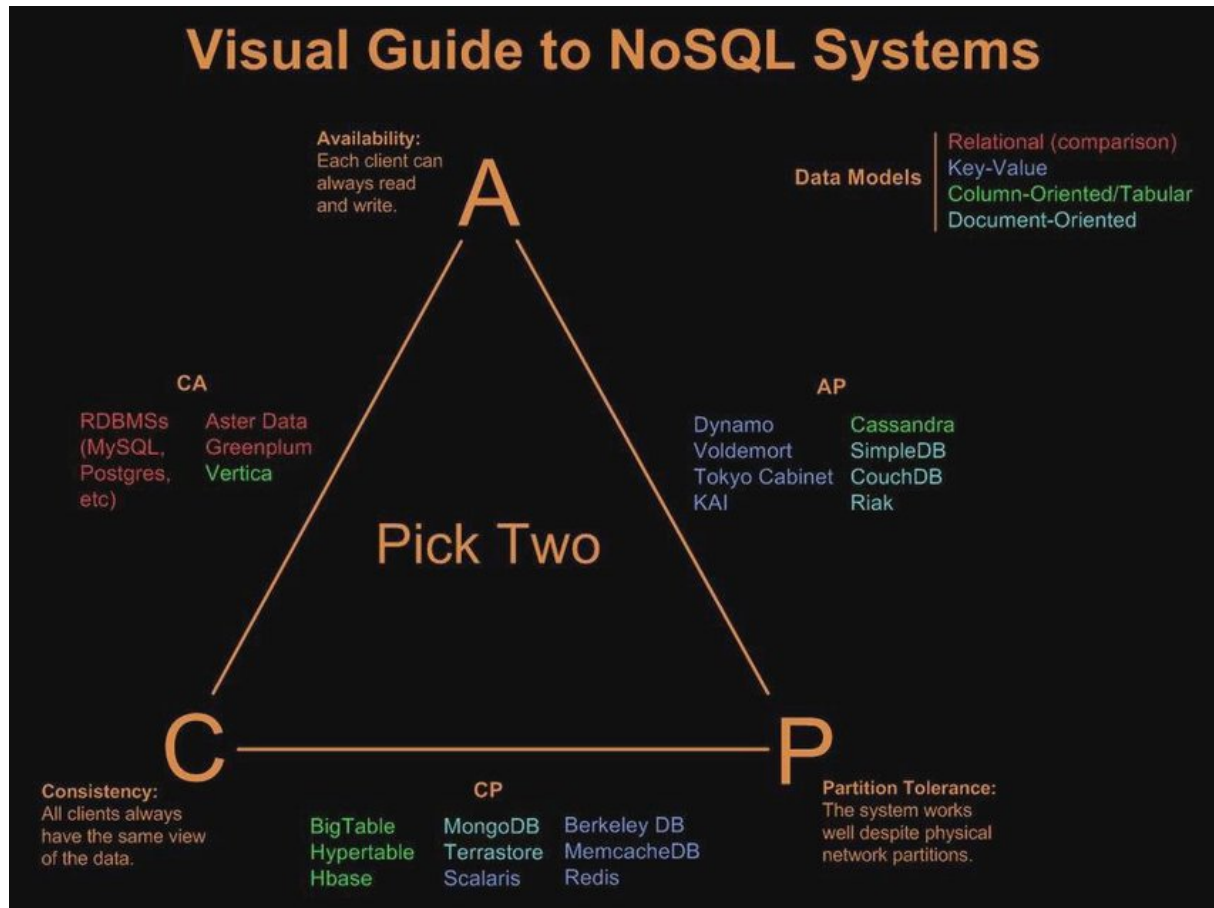 Visual Guide to NoSQL Systems
Availability:
Each client can
always read
and write.
A
Data Models
Relational (comparison)
Key-Value
Column-Oriented/Tabular
Document-Oriented
CA
RDBMSs
(MySQL,
Postgres,
etc)
Aster Data
Greenplum
Vertica
AP
Dynamo
Voldemort
Tokyo Cabinet
KAI
Cassandra
SimpleDB
CouchDB
Riak
Pick Two
C
P
Consistency:
All clients always
have the same view
of the data.
CP
BigTable
Hypertable
Hbase
MongoDB
Terrastore
Scalaris
Berkeley DB
MemcacheDB
Redis
Partition Tolerance:
The system works
well despite physical
network partitions.